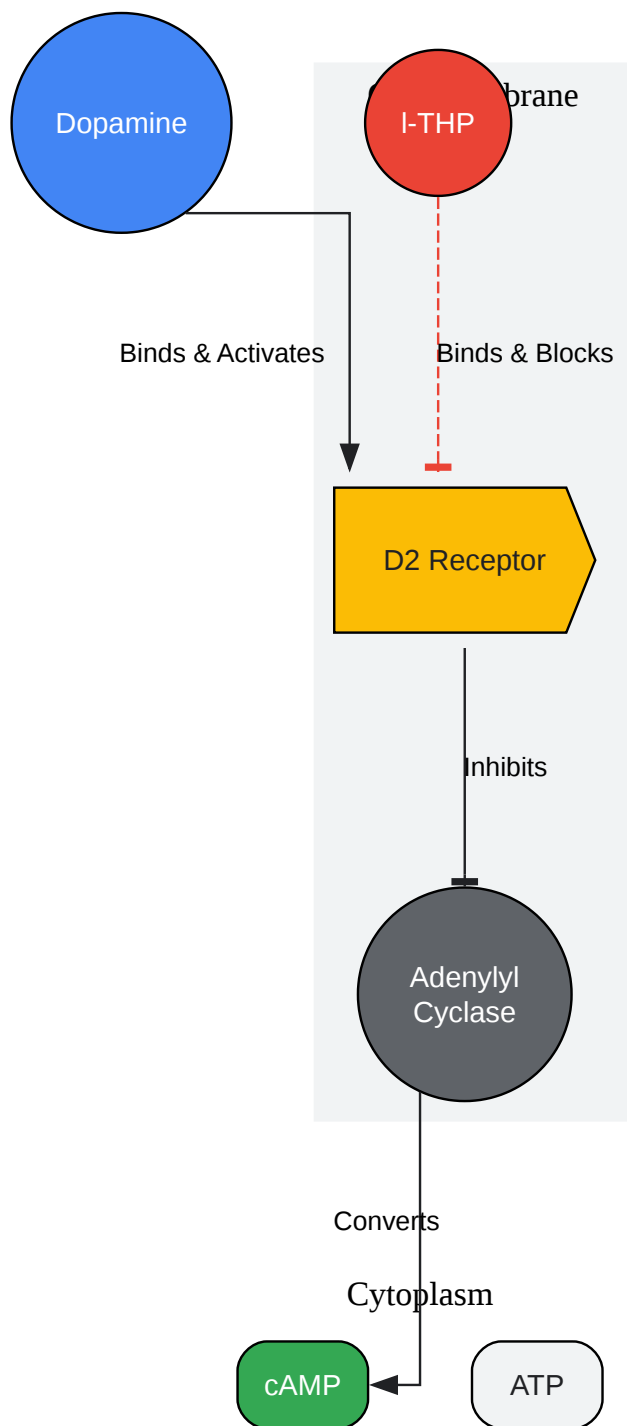 Dopamine
l-THP
brane
Binds & Activates
Binds & Blocks
D2 Receptor
Inhibits
Adenylyl
Cyclase
Converts
Cytoplasm
cAMP
ATP